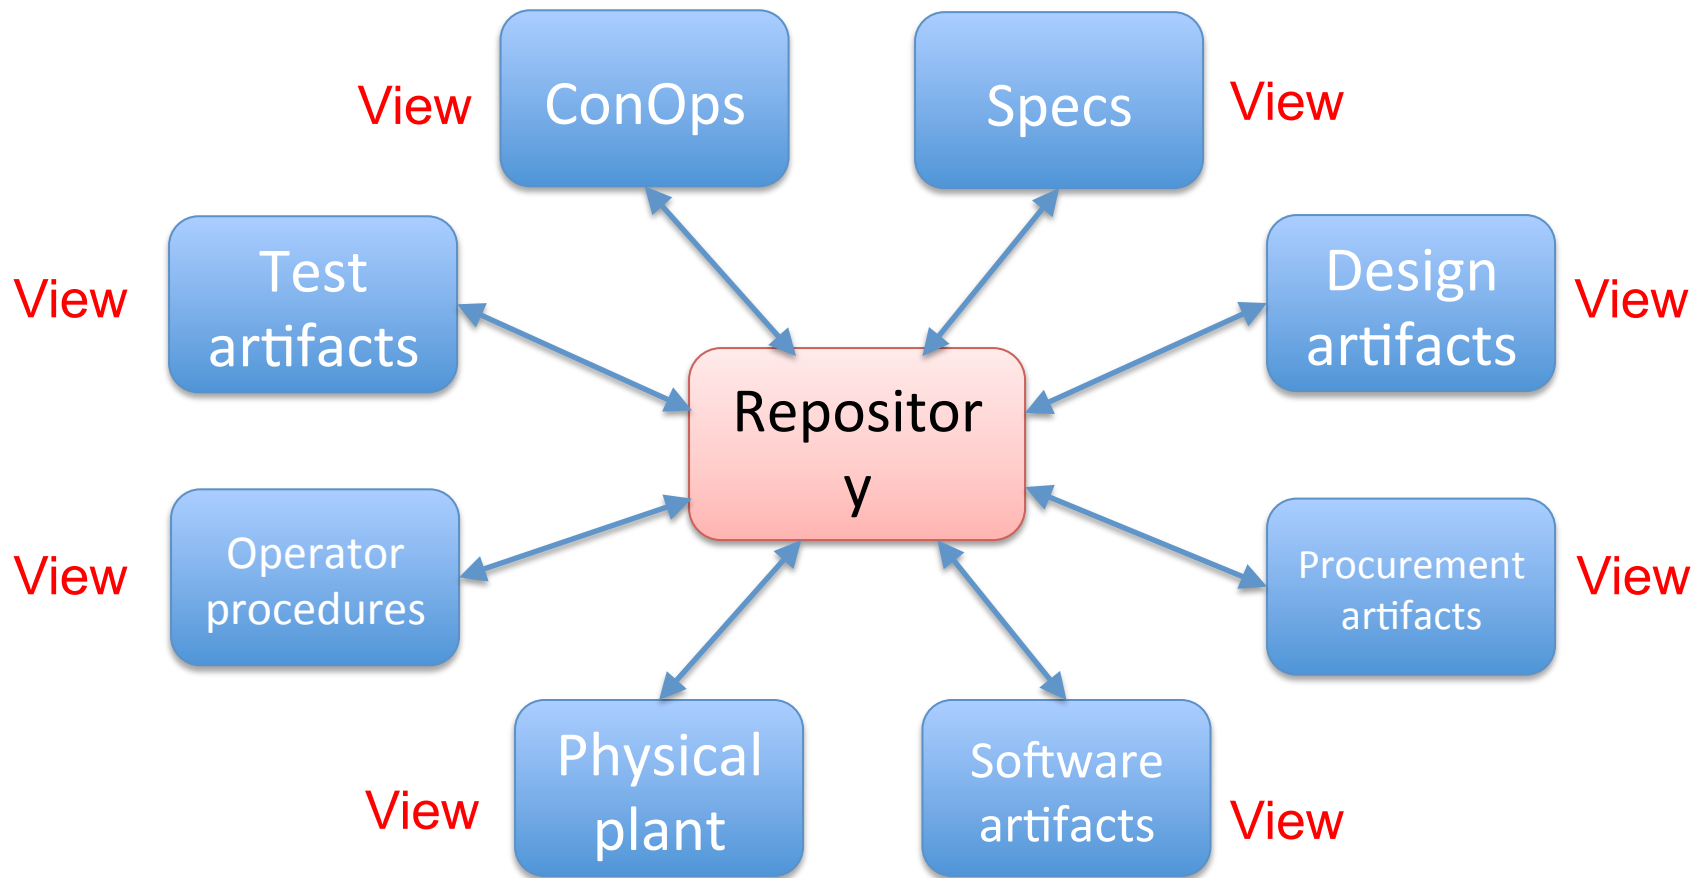 View
ConOps
Specs
View
View
Test
artifacts
Design
artifacts
View
Repositor
y
View
Operator
procedures
Procurement
artifacts
View
View
Physical
plant
Software
artifacts
View